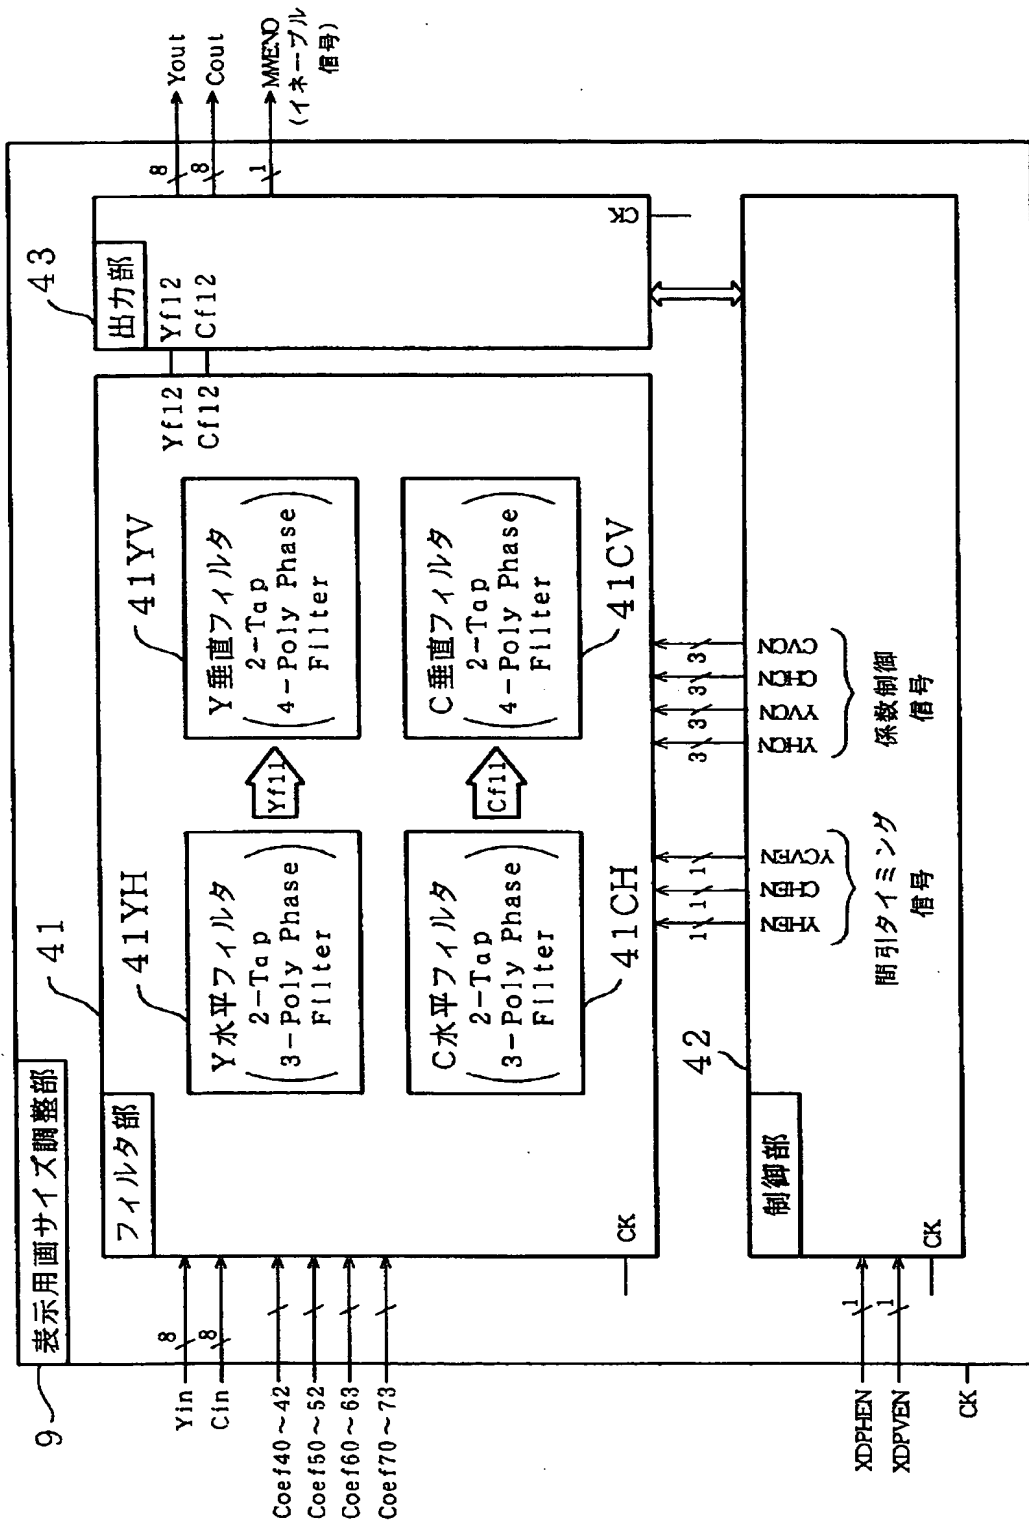 9
表示用画サイズ調整部
41
フィルタ部
Yin
8
Cin
8
Coef40～42
Coef50～52
Coef60～63
Coef70～73
CK
41YH
Y水平フィルタ
2-Tap
3-Poly Phase
Filter
Yf11
41YV
Y垂直フィルタ
2-Tap
4-Poly Phase
Filter
41CH
C水平フィルタ
2-Tap
3-Poly Phase
Filter
Cf11
41CV
C垂直フィルタ
2-Tap
4-Poly Phase
Filter
Yf12
Cf12
43
出力部
Yf12
Cf12
CK
8
Yout
8
Cout
1
MWENO
(イネーブル
信号)
1
1
1
3
3
3
3
YHEN
CHEN
YCVEN
間引タイミング
信号
YHCN
YVCN
CHCN
CVCN
係数制御
信号
42
制御部
XDPHEN
1
XDPVEN
1
CK
CK